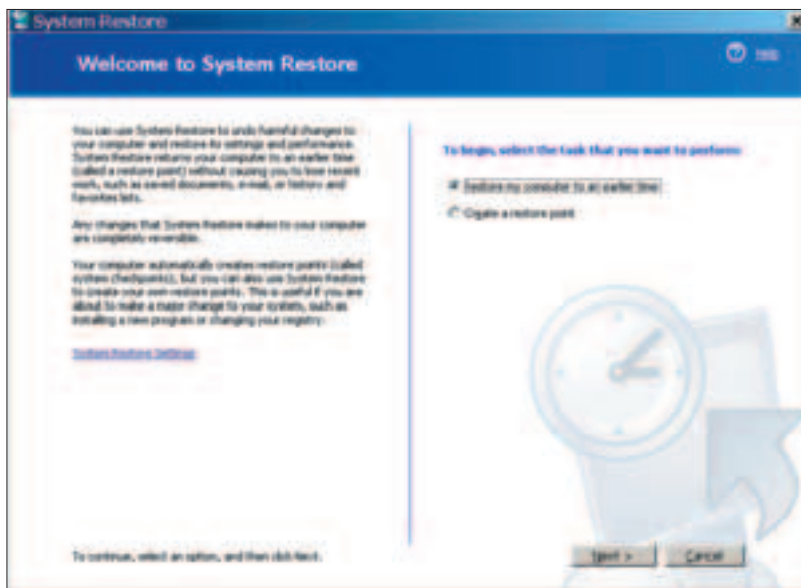 System Restore
Welcome to System Restore
Help
You can use System Restore to undo harmful changes to
your computer and restore its settings and performance.
System Restore returns your computer to an earlier time
(called a restore point) without causing you to lose recent
work, such as saved documents, e-mail, or history and
favorites lists.
Any changes that System Restore makes to your computer
are completely reversible.
Your computer automatically creates restore points (called
system checkpoints), but you can also use System Restore
to create your own restore points. This is useful if you are
about to make a major change to your system, such as
installing a new program or changing your registry.
System Restore Settings
To begin, select the task that you want to perform:
Restore my computer to an earlier time
Create a restore point
To continue, select an option, and then click Next.
Next >
Cancel